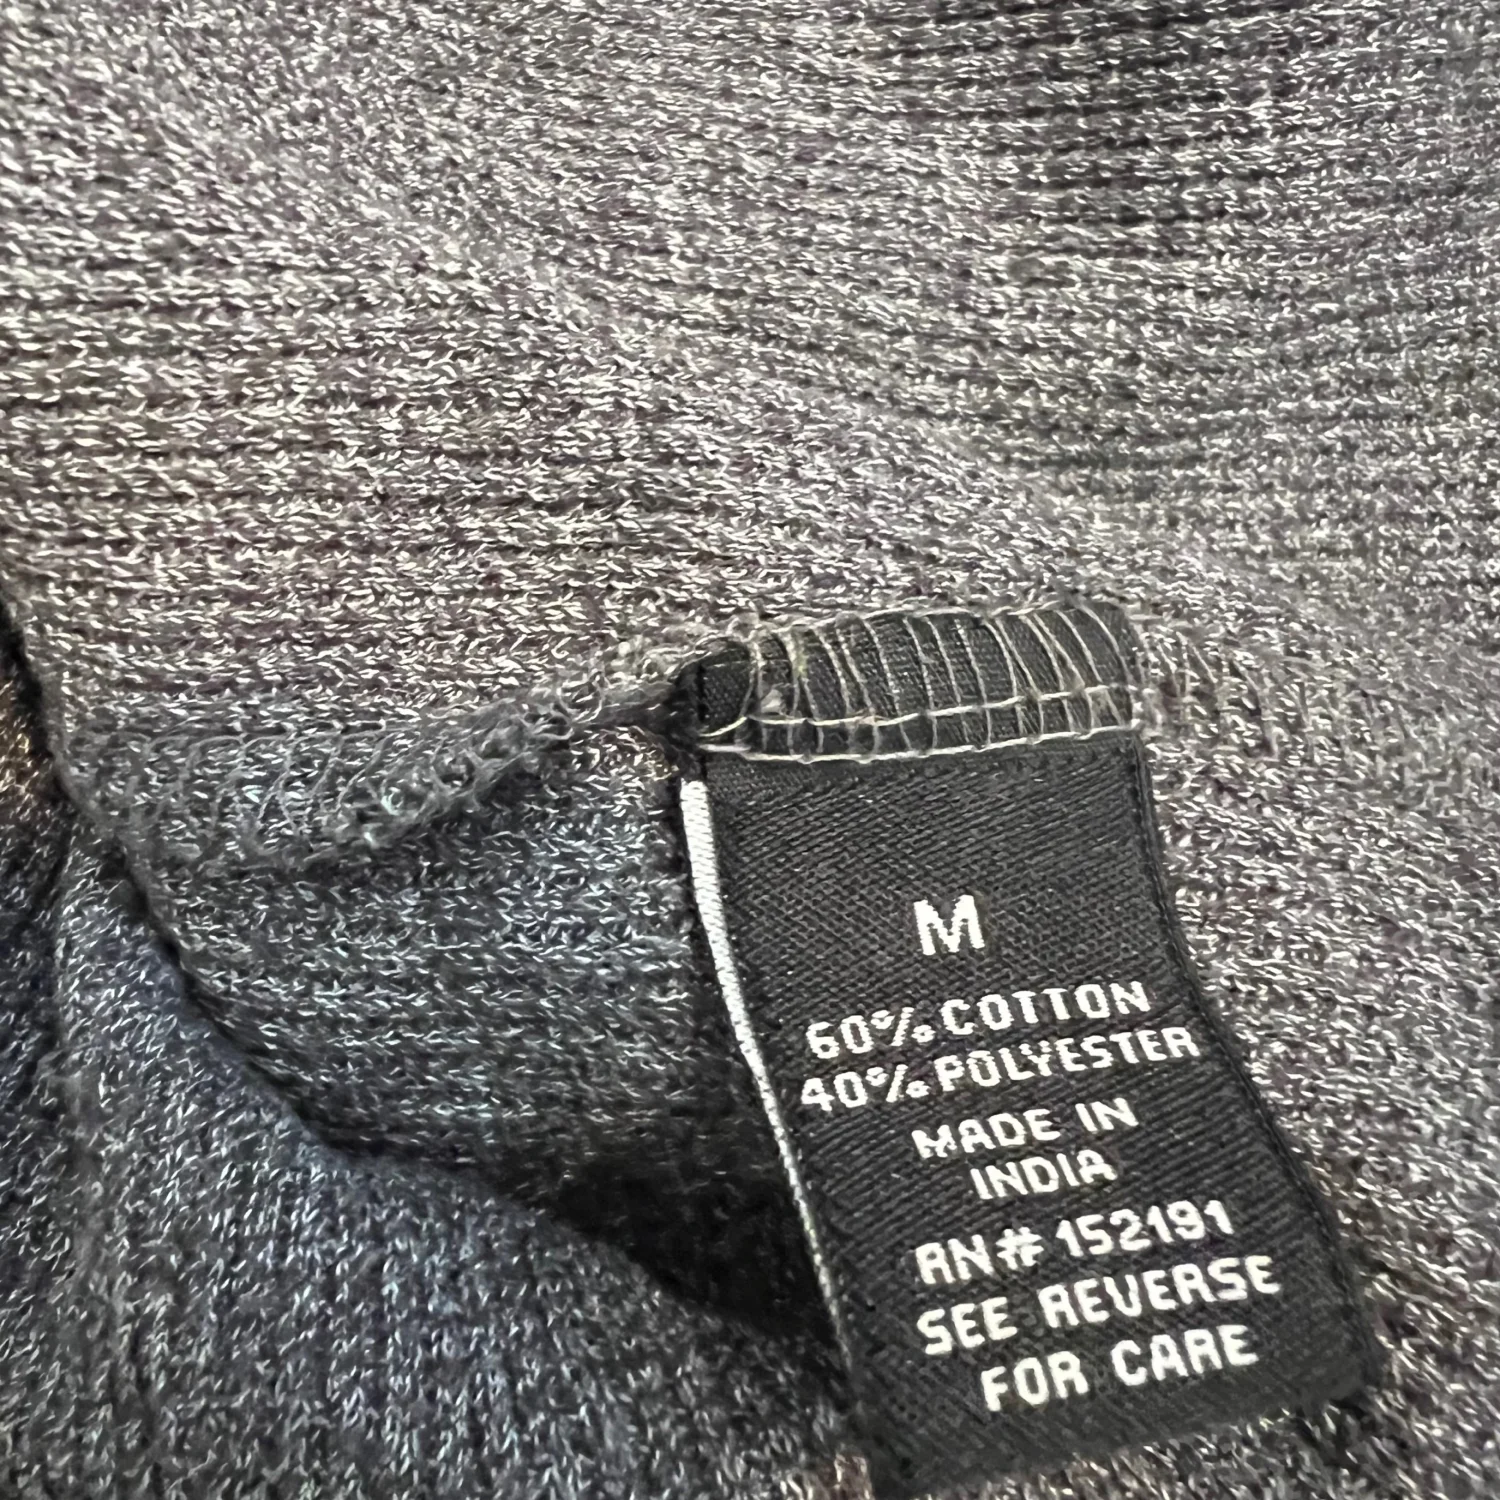 M
60% COTTON
40% POLYESTER
MADE IN
INDIA
RN# 152191
SEE REVERSE
FOR CARE